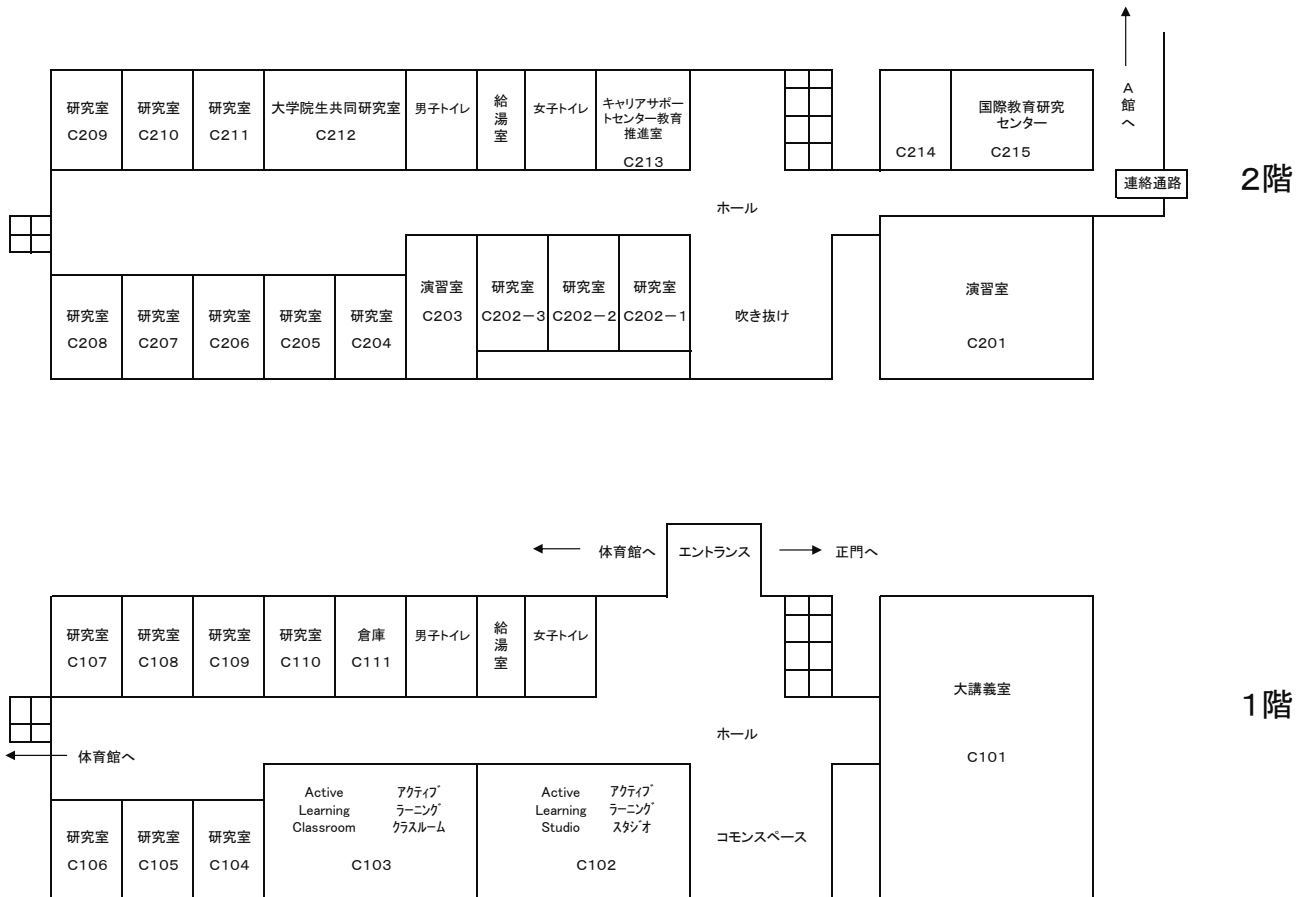 A館へ
研究室
C209
研究室
C210
研究室
C211
大学院生共同研究室
C212
男子トイレ
給湯室
女子トイレ
キャリアサポー
トセンター教育
推進室
C213
C214
国際教育研究
センター
C215
連絡通路
2階
ホール
研究室
C208
研究室
C207
研究室
C206
研究室
C205
研究室
C204
演習室
C203
研究室
C202－3
研究室
C202－2
研究室
C202－1
吹き抜け
演習室
C201
体育館へ
エントランス
正門へ
研究室
C107
研究室
C108
研究室
C109
研究室
C110
倉庫
C111
男子トイレ
給湯室
女子トイレ
大講義室
C101
1階
ホール
体育館へ
研究室
C106
研究室
C105
研究室
C104
Active
Learning
Classroom
ｱｸﾃｨﾌﾞ
ﾗｰﾆﾝｸﾞ
ｸﾗｽﾙｰﾑ
C103
Active
Learning
Studio
ｱｸﾃｨﾌﾞ
ﾗｰﾆﾝｸﾞ
ｽﾀｼﾞｵ
C102
コモンスペース